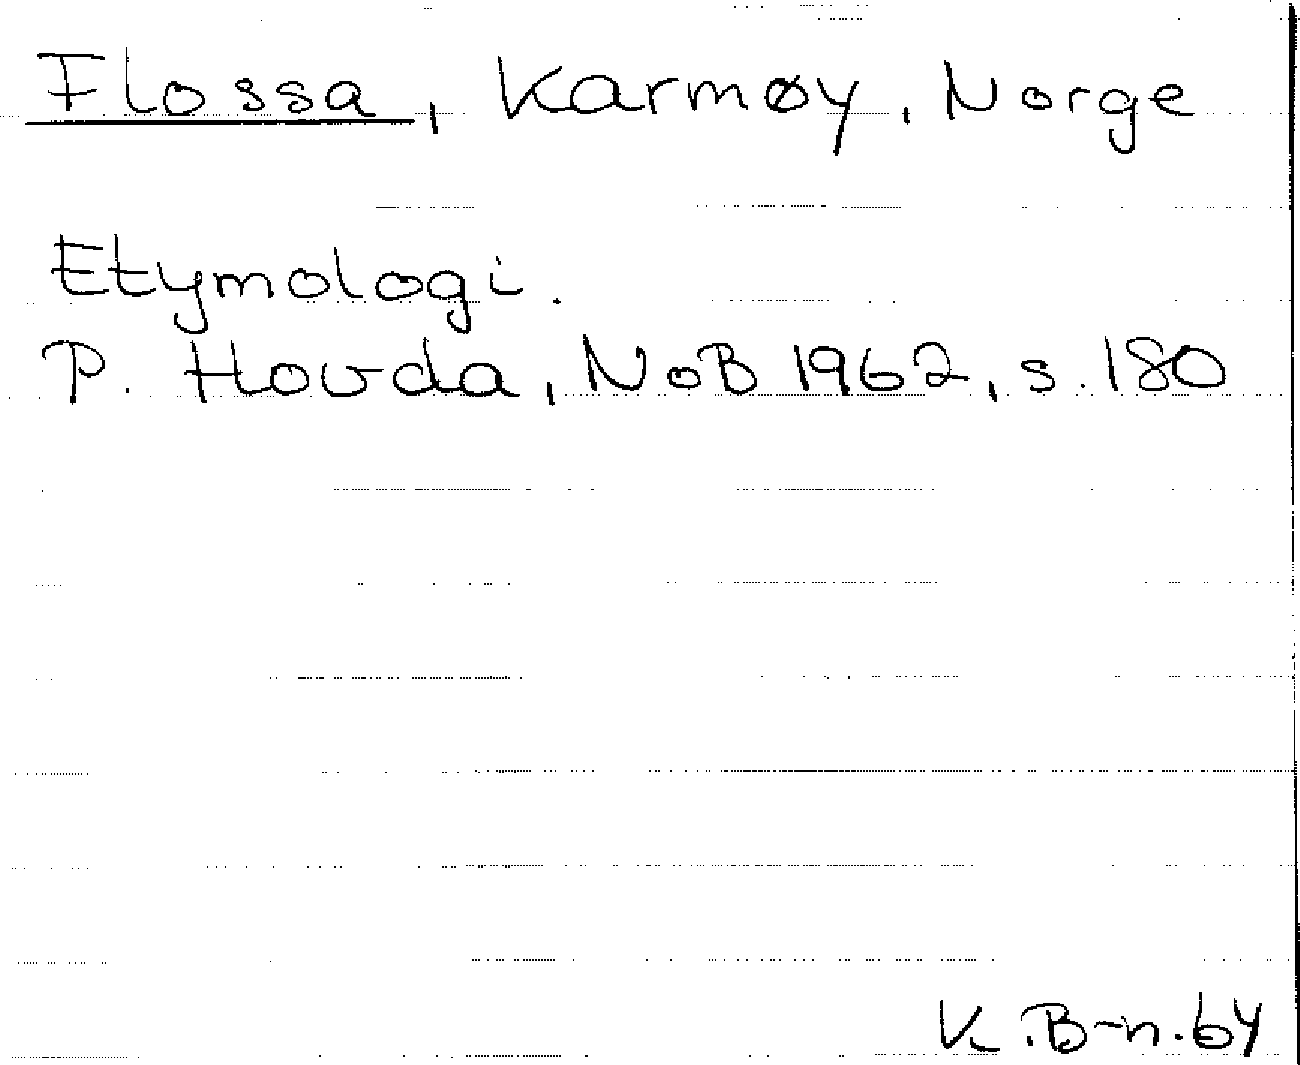 Flossa, Karmøy, Norge
Etymologi.
P. Hovda, NoB 1962, s. 180
K.B-n.64